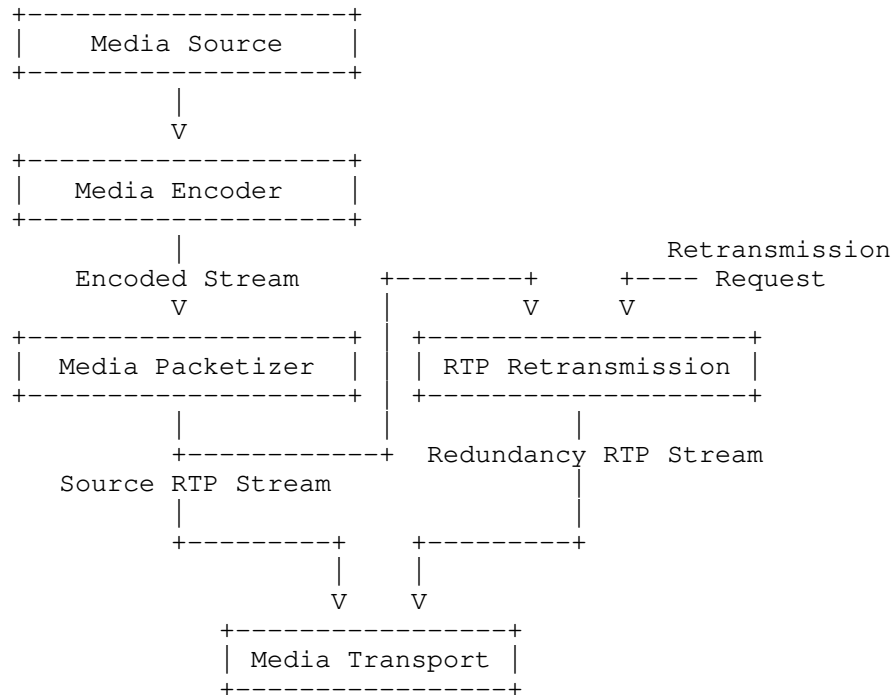 Media Source
V
Media Encoder
Retransmission
Encoded Stream
Request
V
V V
Media Packetizer
RTP Retransmission
Redundancy RTP Stream
Source RTP Stream
V V
Media Transport